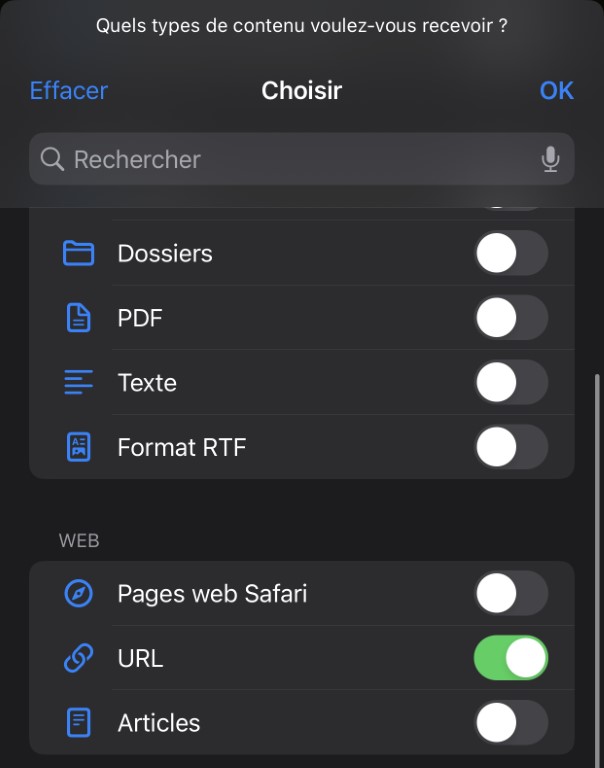 Quels types de contenu voulez-vous recevoir ?
Effacer
Choisir
OK
Rechercher
Dossiers
PDF
Texte
Format RTF
WEB
Pages web Safari
URL
Articles